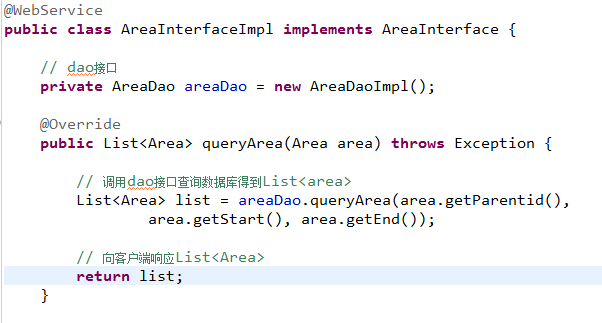 @WebService
public class AreaInterfaceImpl implements AreaInterface {
// dao接口
private AreaDao areaDao = new AreaDaoImpl();
@Override
public List<Area> queryArea(Area area) throws Exception {
// 调用dao接口查询数据库得到List<area>
List<Area> list = areaDao.queryArea(area.getParentid(),
area.getStart(), area.getEnd());
// 向客户端响应List<Area>
return list;
}